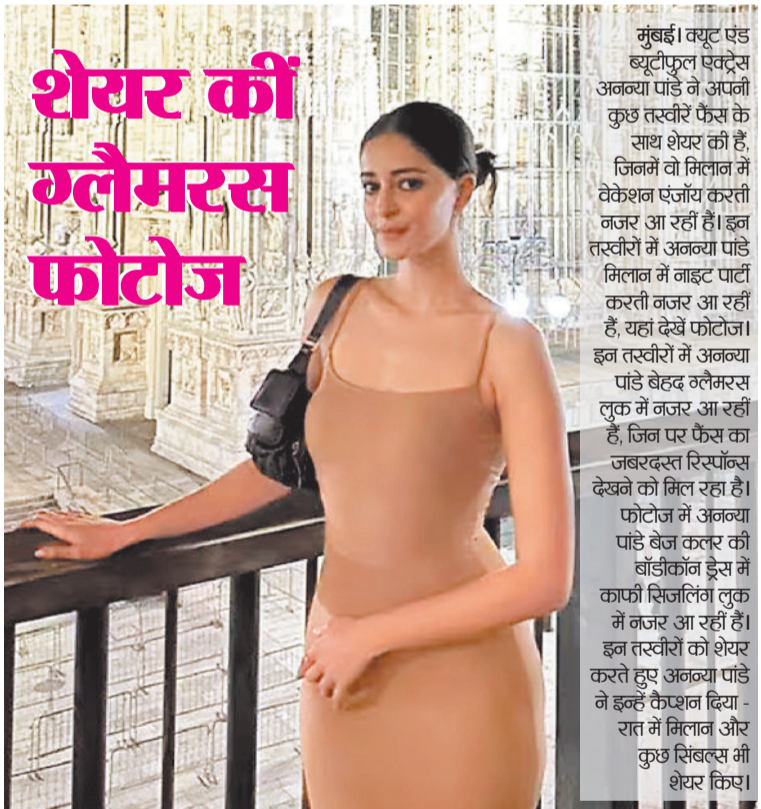 शेयर कीं
ग्लैमरस
फोटोज
मुंबई। क्यूट एंड
ब्यूटीफुल एक्ट्रेस
अनन्या पांडे ने अपनी
कुछ तस्वीरें फैंस के
साथ शेयर की हैं,
जिनमें वो मिलान में
वेकेशन एंजॉय करती
नजर आ रहीं हैं। इन
तस्वीरों में अनन्या पांडे
मिलान में नाइट पार्टी
करती नजर आ रहीं
हैं, यहां देखें फोटोज।
इन तस्वीरों में अनन्या
पांडे बेहद ग्लैमरस
लुक में नजर आ रहीं
हैं, जिन पर फैंस का
जबरदस्त रिस्पॉन्स
देखने को मिल रहा है।
फोटोज में अनन्या
पांडे बेज कलर की
बॉडीकॉन ड्रेस में
काफी सिजलिंग लुक
में नजर आ रहीं हैं।
इन तस्वीरों को शेयर
करते हुए अनन्या पांडे
ने इन्हें कैप्शन दिया -
रात में मिलान और
कुछ सिंबल्स भी
शेयर किए।